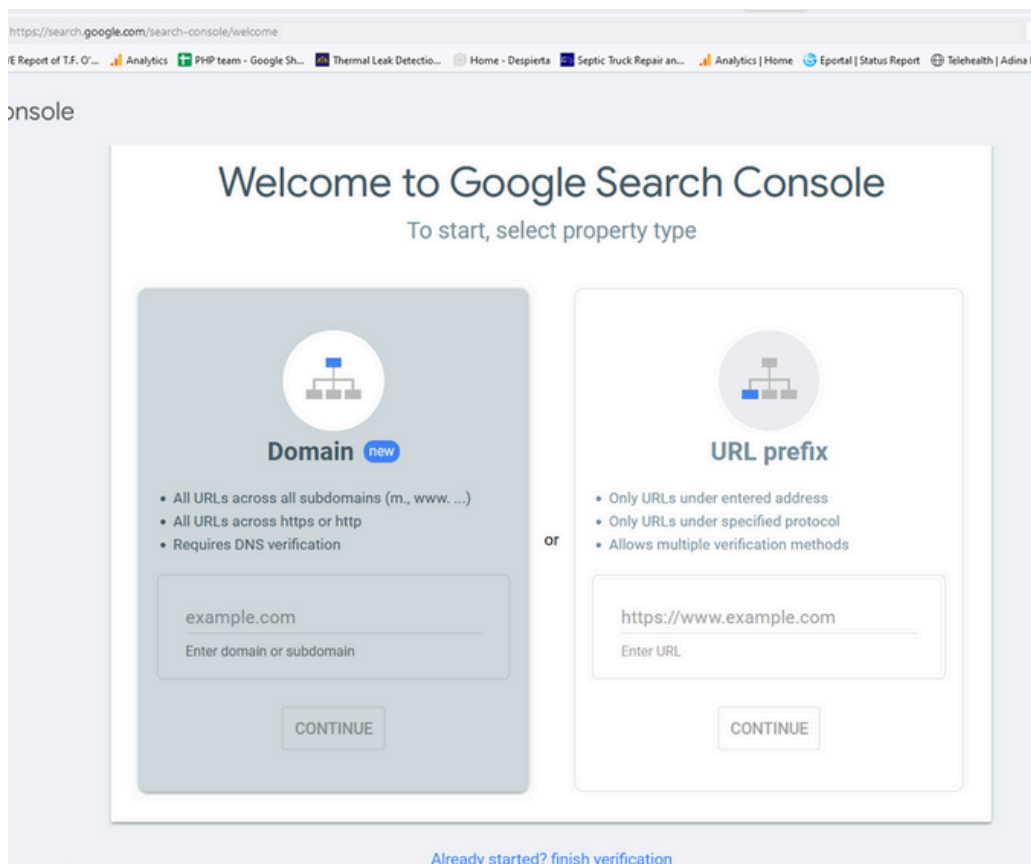 https://search.google.com/search-console/welcome
E Report of T.F. O'... Analytics PHP team - Google Sh... Thermal Leak Detectio... Home - Despierta Septic Truck Repair an... Analytics | Home Eportal | Status Report Telehealth | Adina
onsole
Welcome to Google Search Console
To start, select property type
Domain new
• All URLs across all subdomains (m., www. ...)
• All URLs across https or http
• Requires DNS verification
example.com
Enter domain or subdomain
CONTINUE
or
URL prefix
• Only URLs under entered address
• Only URLs under specified protocol
• Allows multiple verification methods
https://www.example.com
Enter URL
CONTINUE
Already started? finish verification